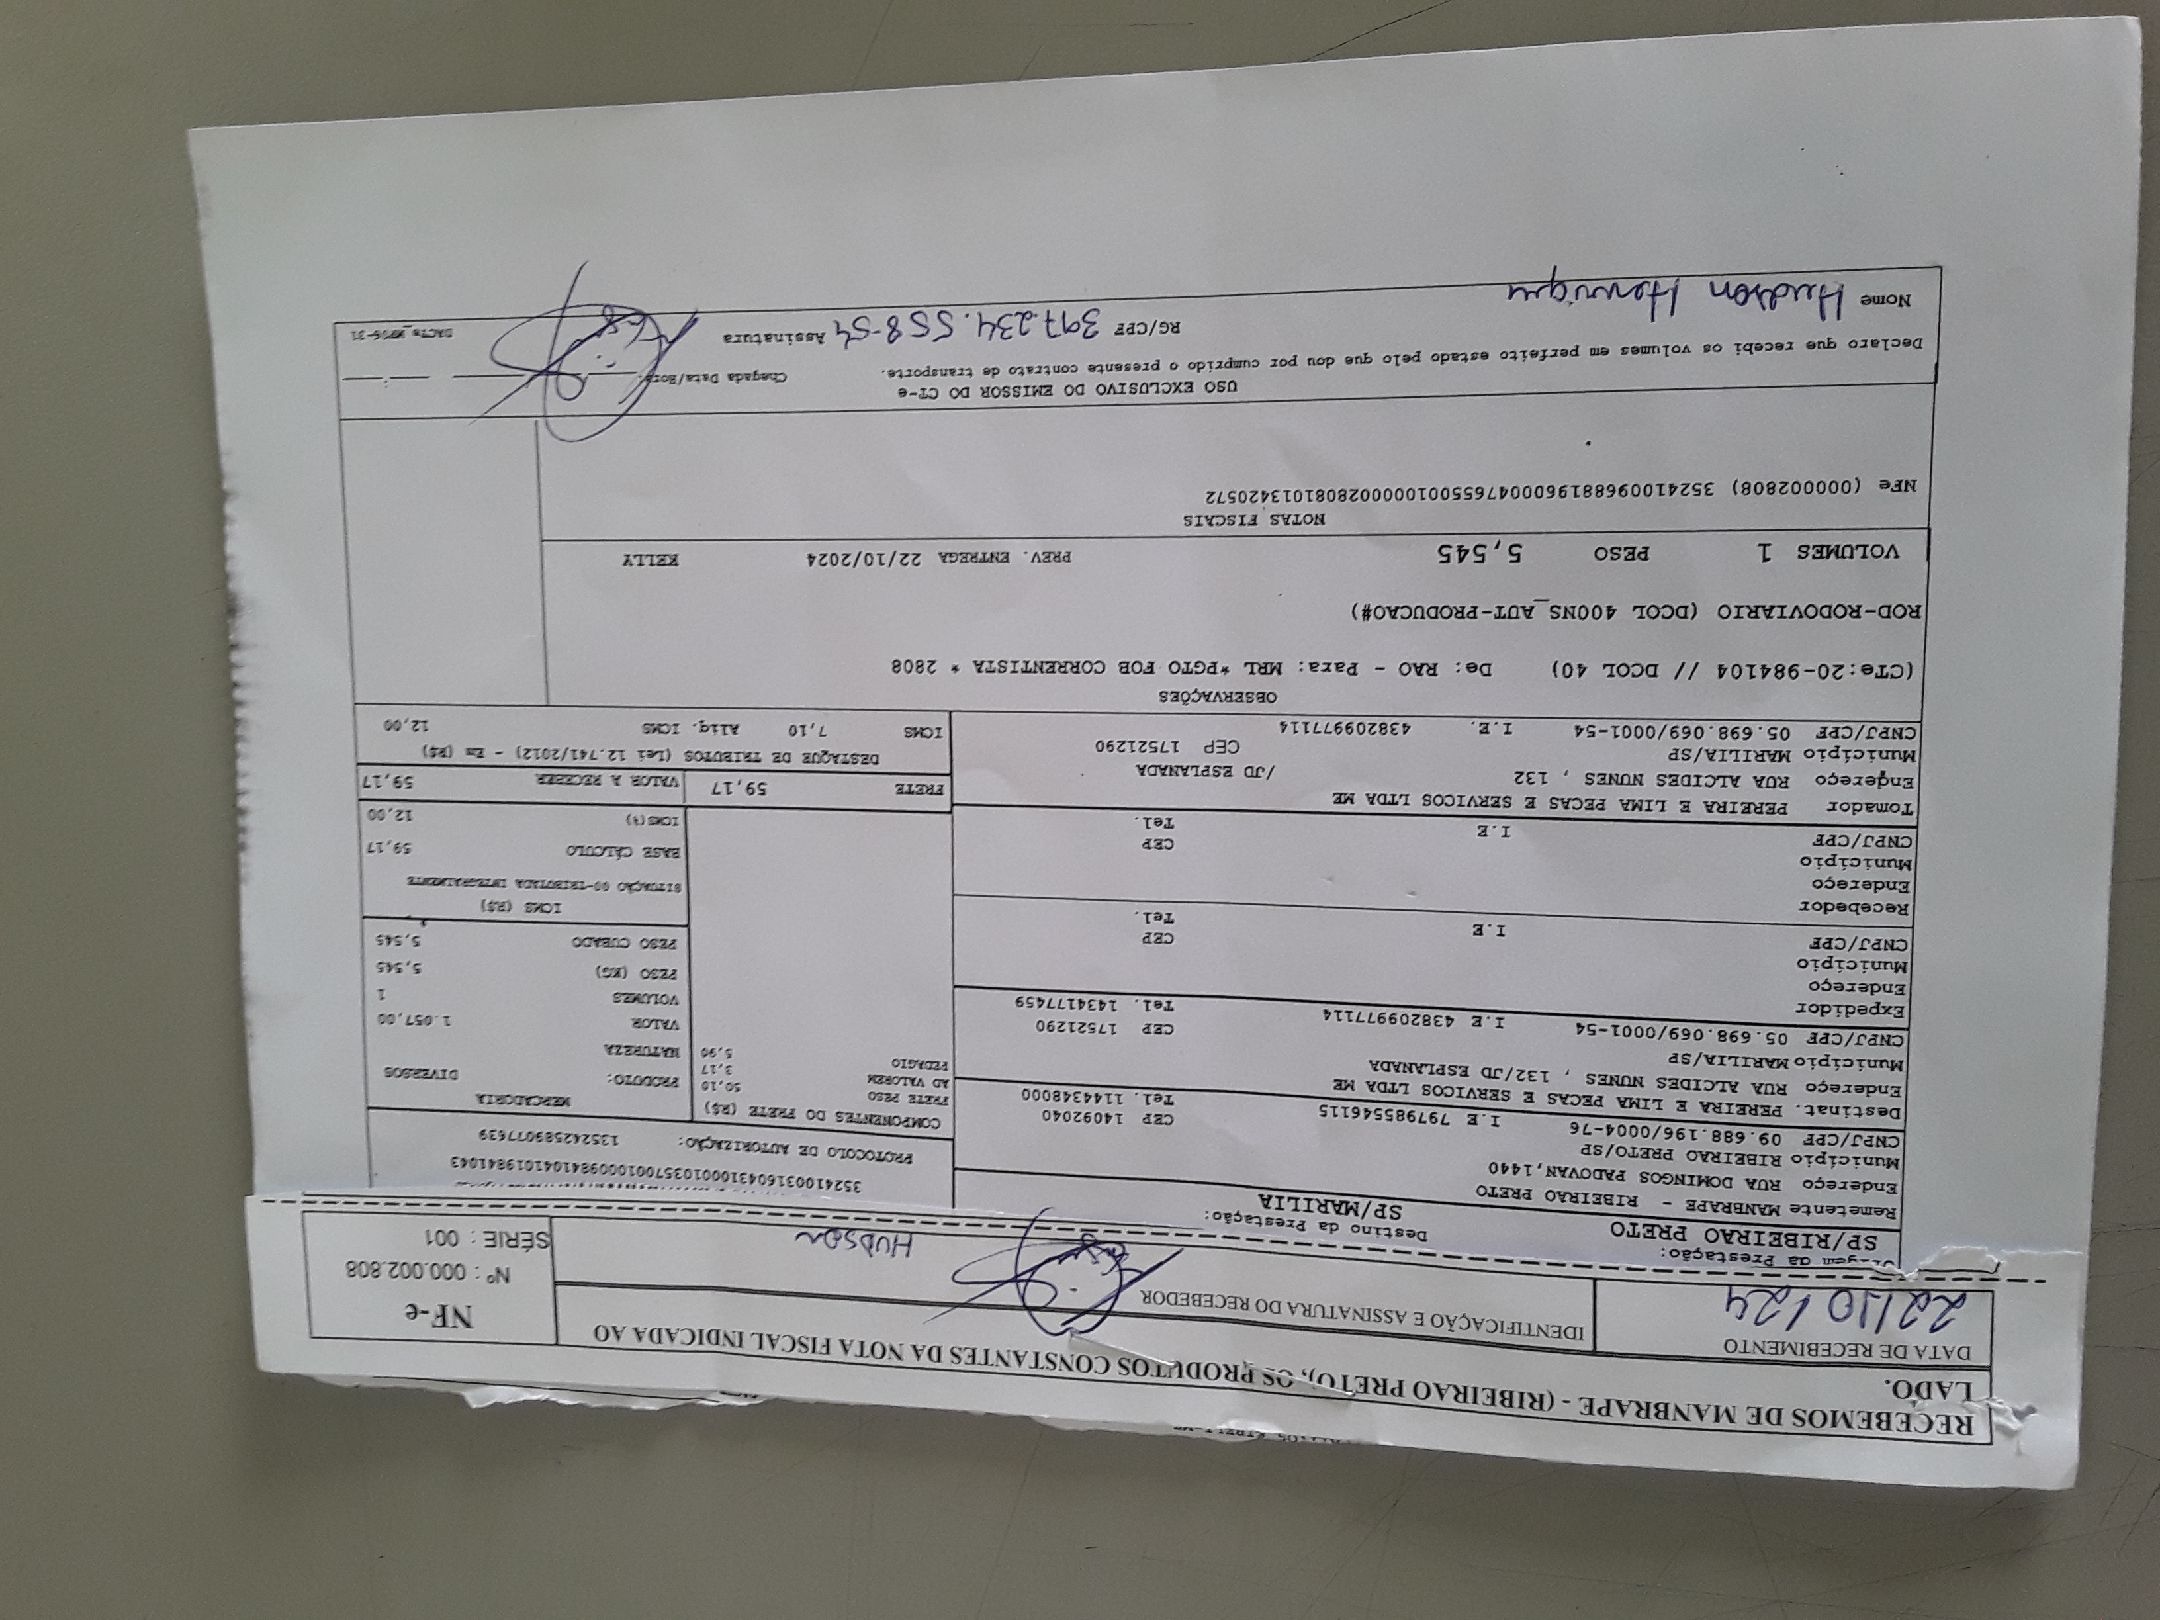 RECEBEMOS DE MANBRAPE - (RIBEIRAO PRETO), OS PRODUTOS CONSTANTES DA NOTA FISCAL INDICADA AO
LADO.
DATA DE RECEBIMENTO
22/10/24
IDENTIFICAÇÃO E ASSINATURA DO RECEBEDOR
HUDSON
NF-e
Nº : 000.002.808
SÉRIE : 001
da Prestação:
SP/RIBEIRAO PRETO
Destino da Prestação:
SP/MARILIA
Remetente MANBRAPE - RIBEIRAO PRETO
Endereço RUA DOMINGOS PADOVAN,1440
Município RIBEIRAO PRETO/SP CEP 14092040
CNPJ/CPF 09.688.196/0004-76 I.E 797985546115 Tel. 1144348000
Destinat. PEREIRA E LIMA PECAS E SERVICOS LTDA ME
Endereço RUA ALCIDES NUNES , 132/JD ESPLANADA
Município MARILIA/SP CEP 17521290
CNPJ/CPF 05.698.069/0001-54 I.E 438209977114 Tel. 1434177459
Expedidor
Endereço
Município CEP
CNPJ/CPF I.E Tel.
Recebedor
Endereço
Município CEP
CNPJ/CPF I.E Tel.
Tomador PEREIRA E LIMA PECAS E SERVICOS LTDA ME
Endereço RUA ALCIDES NUNES , 132 /JD ESPLANADA
Município MARILIA/SP CEP 17521290
CNPJ/CPF 05.698.069/0001-54 I.E. 438209977114
35241003160431000103570010009841041019841043
PROTOCOLO DE AUTORIZAÇÃO: 135242589077639
COMPONENTES DO FRETE (R$)
FRETE PESO 50,10
AD VALOREM 3,17
PEDAGIO 5,90
MERCADORIA
PRODUTO: DIVERSOS
NATUREZA
VALOR 1.057,00
VOLUMES 1
PESO (KG) 5,545
PESO CUBADO 5,545
ICMS (R$)
SITUAÇÃO 00-TRIBUTADA INTEGRALMENTE
BASE CÁLCULO 59,17
ICMS(%) 12,00
FRETE 59,17 VALOR A RECEBER 59,17
DESTAQUE DE TRIBUTOS (Lei 12.741/2012) - Em (R$)
ICMS 7,10 Aliq. ICMS 12,00
OBSERVAÇÕES
(CTe:20-984104 // DCOL 40) De: RAO - Para: MRL *PGTO FOB CORRENTISTA * 2808
ROD-RODOVIARIO (DCOL 400NS_AUT-PRODUCAO#)
VOLUMES 1 PESO 5,545 PREV. ENTREGA 22/10/2024 KELLY
NOTAS FISCAIS
NFe (000002808) 35241009688196000476550010000028081013420572
USO EXCLUSIVO DO EMISSOR DO CT-e
Declaro que recebi os volumes em perfeito estado pelo que dou por cumprido o presente contrato de transporte.
Chegada Data/Hora:
Nome Hudson Henrique RG/CPF 397.234.558-54 Assinatura